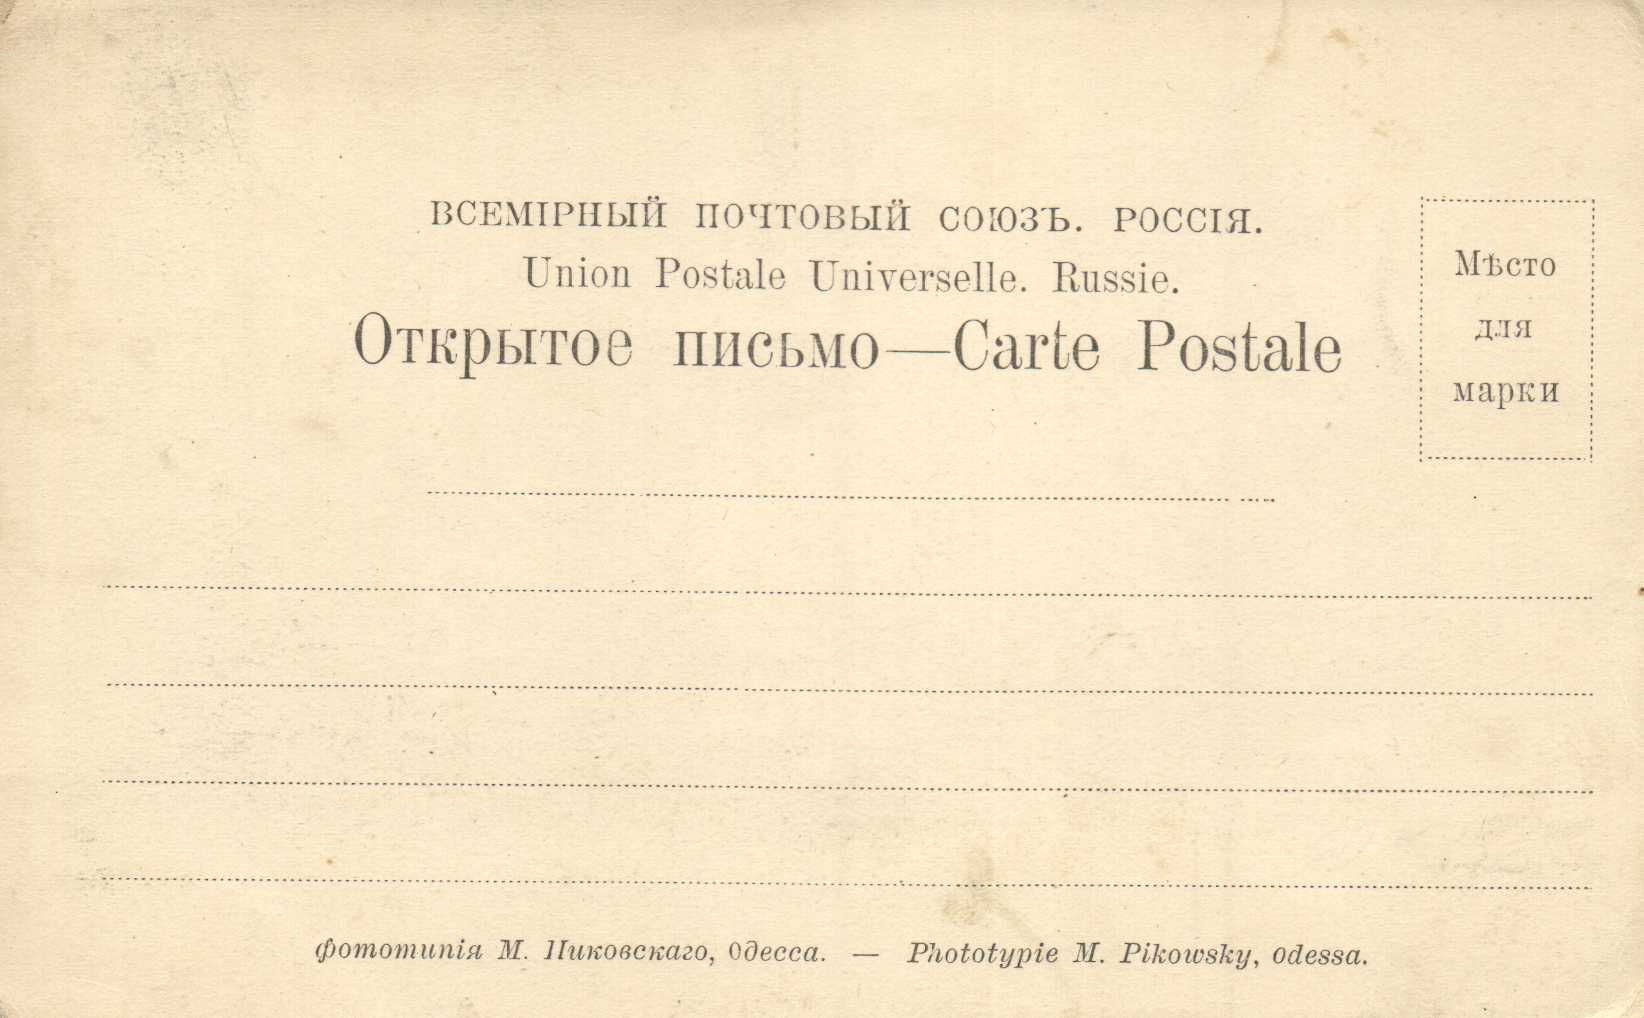 ВСЕМІРНЫЙ ПОЧТОВЫЙ СОЮЗЪ. РОССІЯ.
Union Postale Universelle. Russie.
Открытое письмо—Carte Postale
Мѣсто
для
марки
Фототипія М. Пиковскаго, Одесса. — Phototypie M. Pikowsky, Odessa.